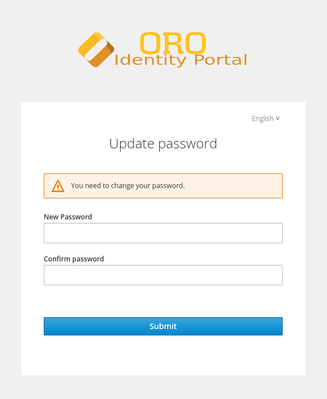 ORO
Identity Portal
English
Update password
You need to change your password.
New Password
Confirm password
Submit